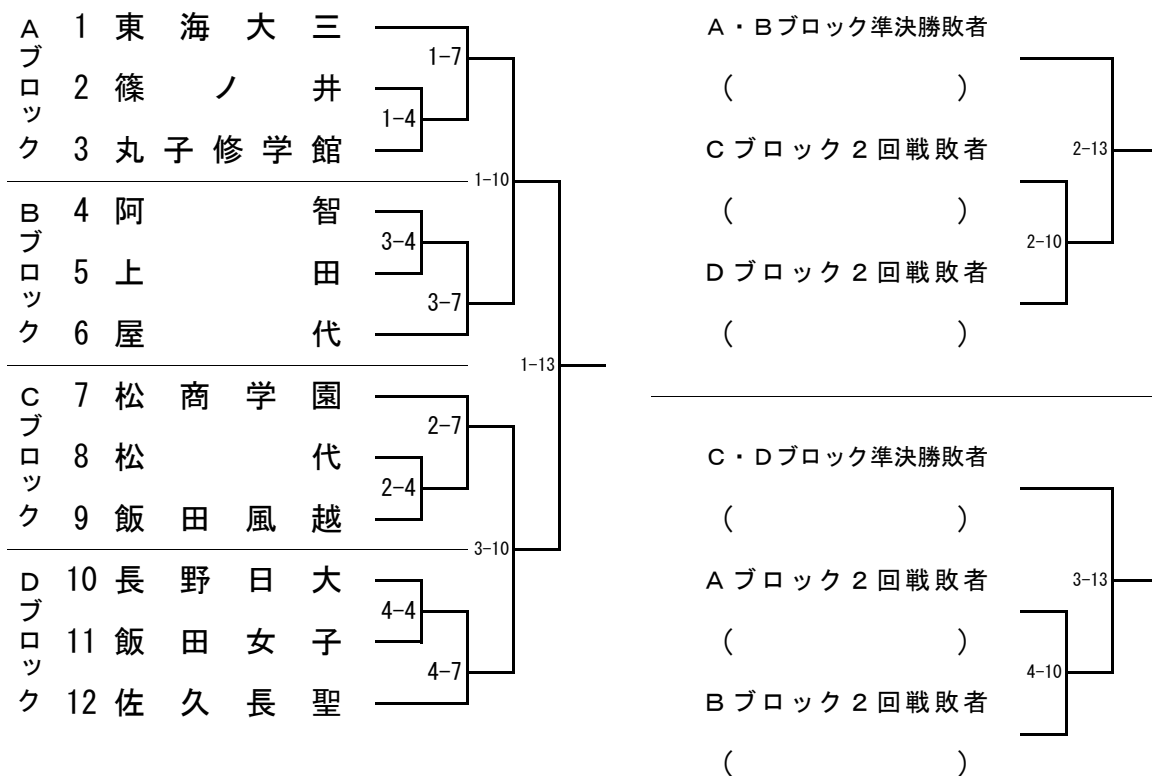 Aブロック
1 東海大三
1-7
2 篠ノ井
1-4
3 丸子修学館
1-10
Bブロック
4 阿智
3-4
5 上田
3-7
6 屋代
1-13
Cブロック
7 松商学園
2-7
8 松代
2-4
9 飯田風越
3-10
Dブロック
10 長野日大
4-4
11 飯田女子
4-7
12 佐久長聖
A・Bブロック準決勝敗者
( )
2-13
Cブロック2回戦敗者
( )
2-10
Dブロック2回戦敗者
( )
C・Dブロック準決勝敗者
( )
3-13
Aブロック2回戦敗者
( )
4-10
Bブロック2回戦敗者
( )